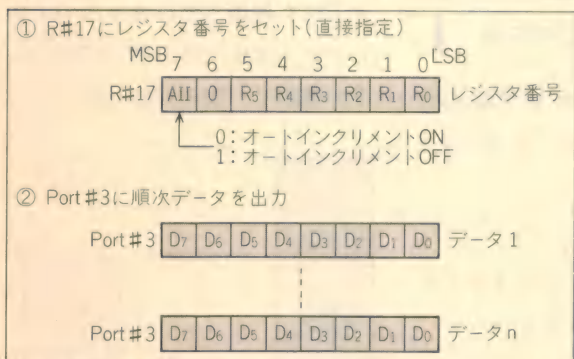 ① R#17にレジスタ番号をセット(直接指定)
MSB 7 6 5 4 3 2 1 0 LSB
R#17 AII 0 R5 R4 R3 R2 R1 R0 レジスタ番号
0:オートインクリメントON
1:オートインクリメントOFF
② Port#3に順次データを出力
Port#3 D7 D6 D5 D4 D3 D2 D1 D0 データ1
Port#3 D7 D6 D5 D4 D3 D2 D1 D0 データn